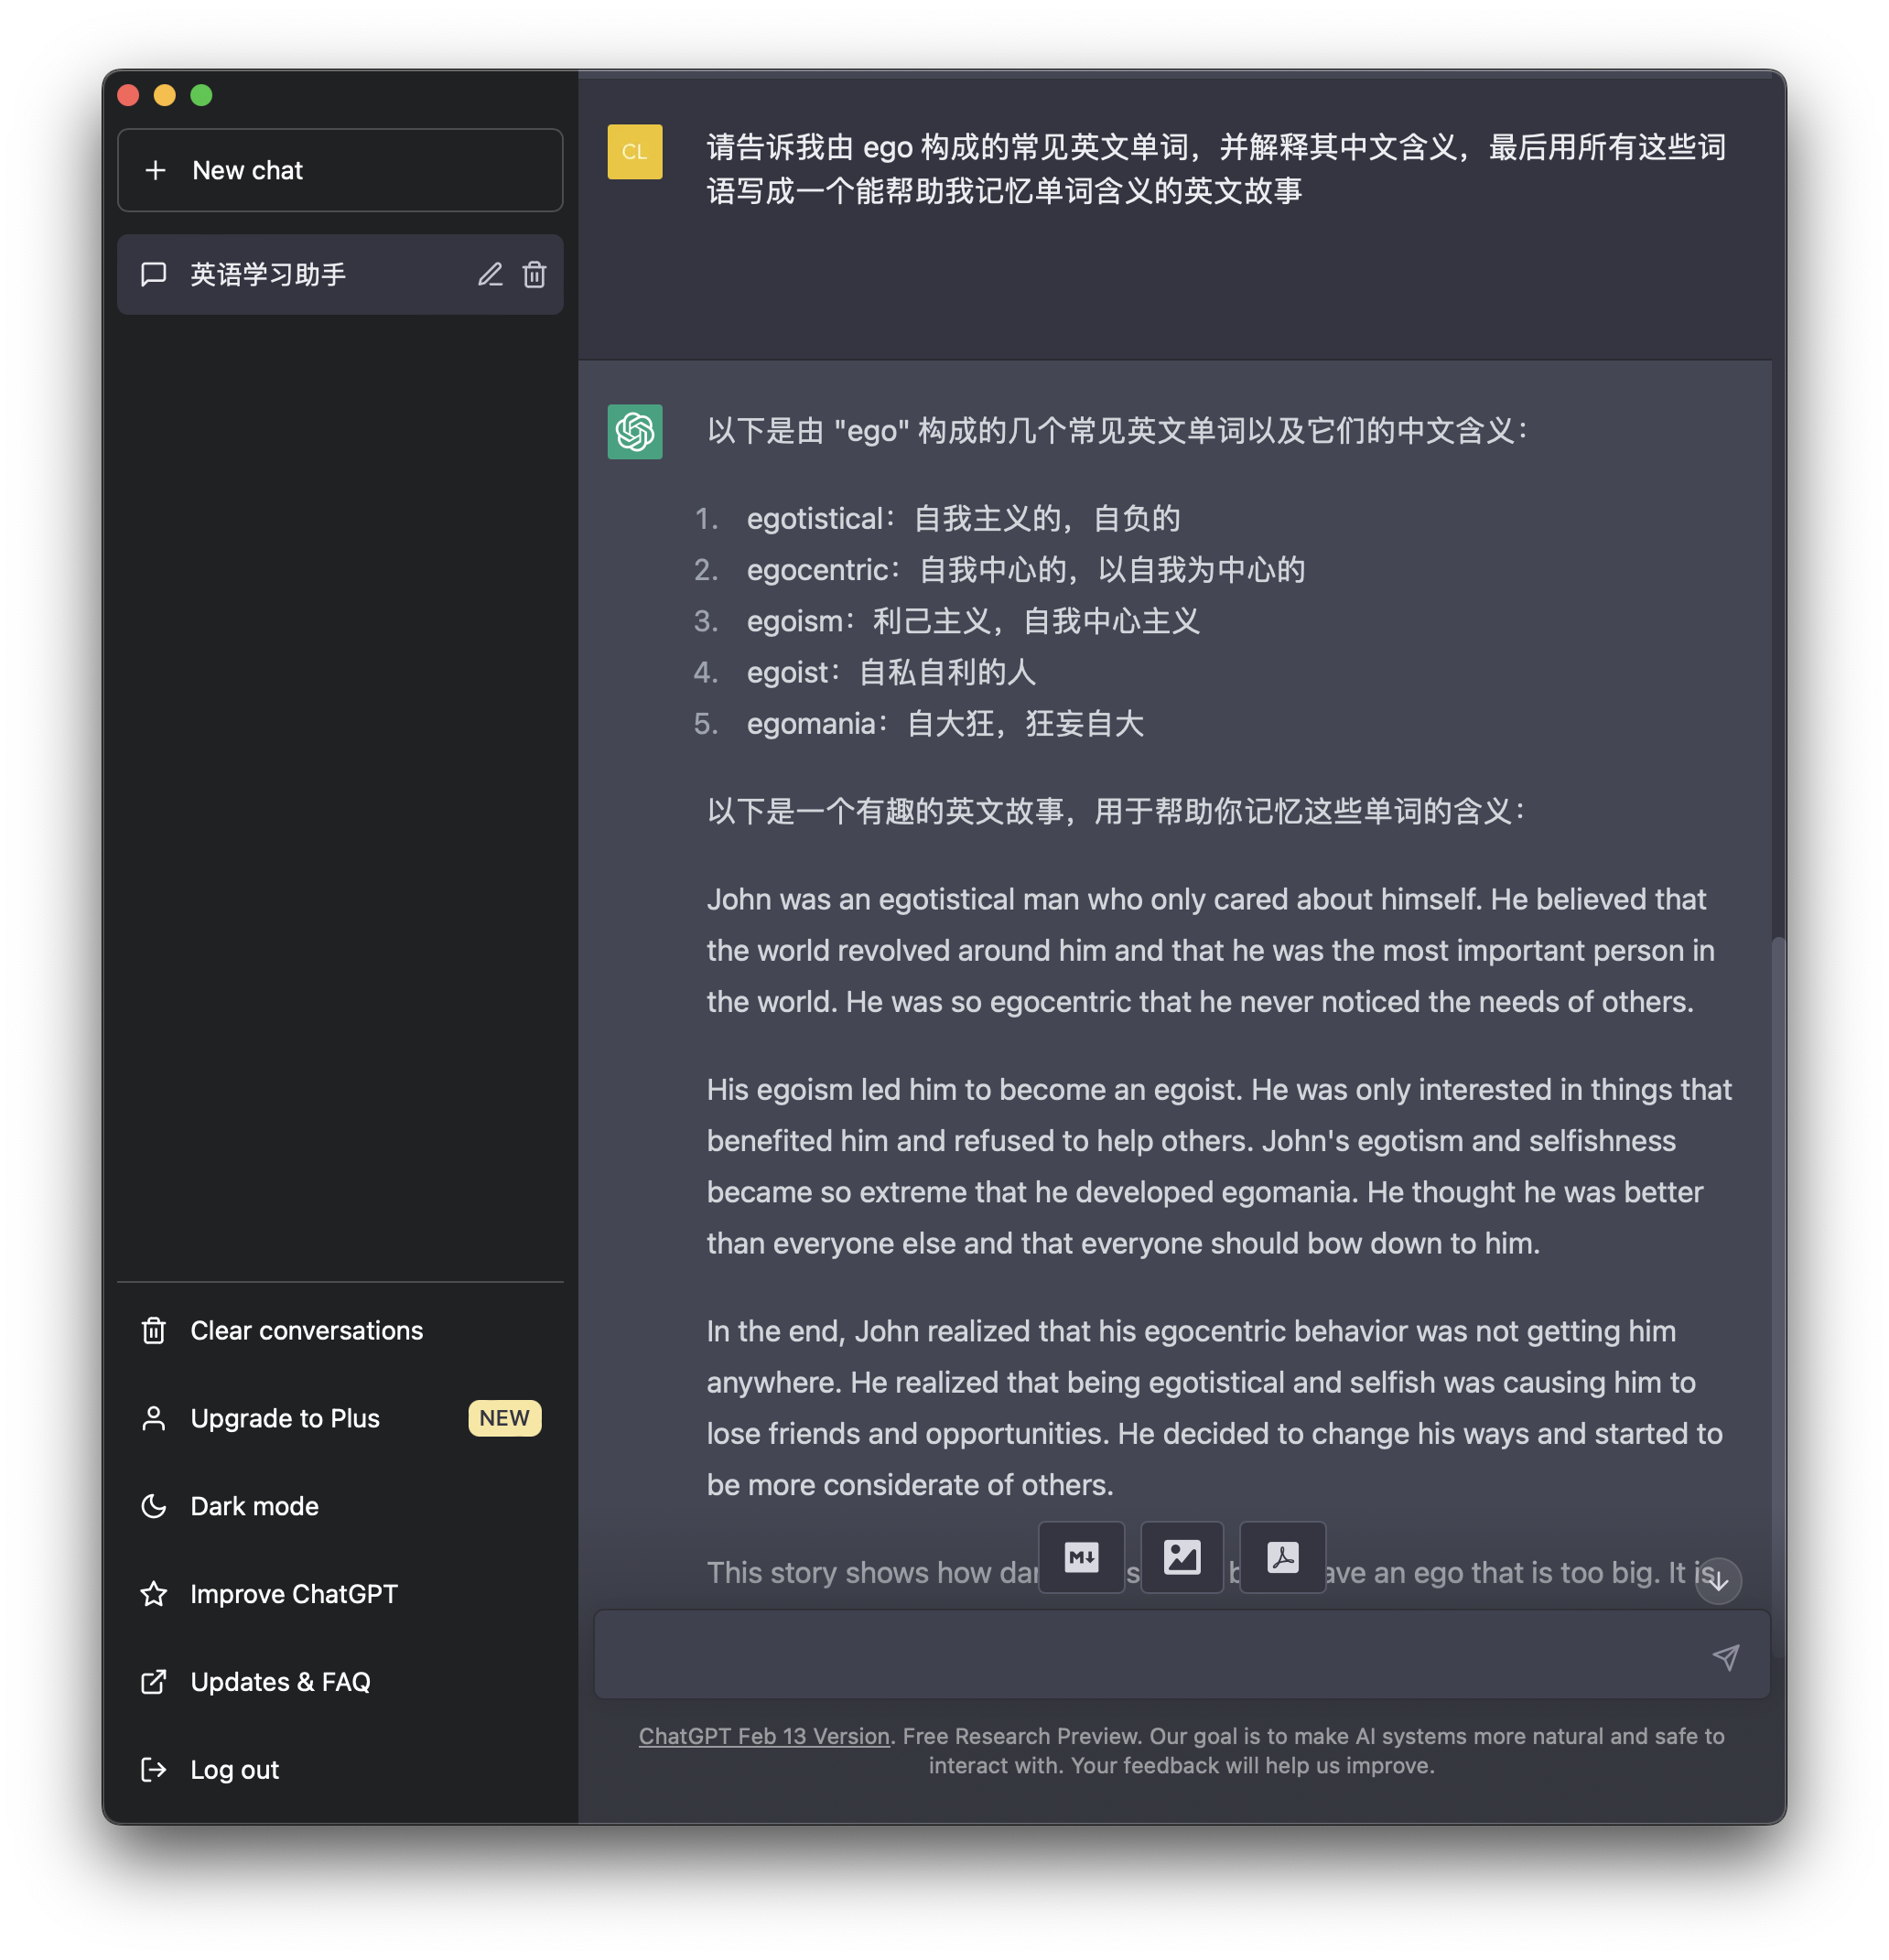 New chat
英语学习助手
Clear conversations
Upgrade to Plus NEW
Dark mode
Improve ChatGPT
Updates & FAQ
Log out
CL
请告诉我由 ego 构成的常见英文单词，并解释其中文含义，最后用所有这些词
语写成一个能帮助我记忆单词含义的英文故事
以下是由 "ego" 构成的几个常见英文单词以及它们的中文含义：
1. egotistical：自我主义的，自负的
2. egocentric：自我中心的，以自我为中心的
3. egoism：利己主义，自我中心主义
4. egoist：自私自利的人
5. egomania：自大狂，狂妄自大
以下是一个有趣的英文故事，用于帮助你记忆这些单词的含义：
John was an egotistical man who only cared about himself. He believed that
the world revolved around him and that he was the most important person in
the world. He was so egocentric that he never noticed the needs of others.
His egoism led him to become an egoist. He was only interested in things that
benefited him and refused to help others. John's egotism and selfishness
became so extreme that he developed egomania. He thought he was better
than everyone else and that everyone should bow down to him.
In the end, John realized that his egocentric behavior was not getting him
anywhere. He realized that being egotistical and selfish was causing him to
lose friends and opportunities. He decided to change his ways and started to
be more considerate of others.
This story shows how an ego that is too big. It is
M
ChatGPT Feb 13 Version. Free Research Preview. Our goal is to make AI systems more natural and safe to
interact with. Your feedback will help us improve.